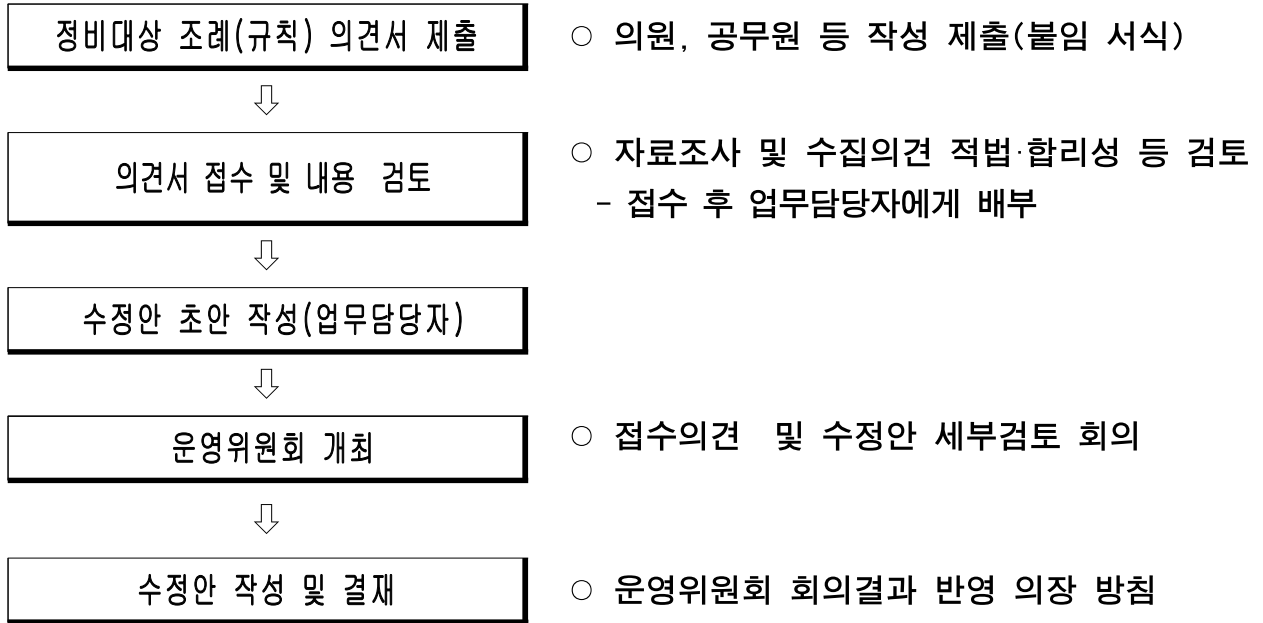 정비대상 조례(규칙) 의견서 제출
○ 의원, 공무원 등 작성 제출(붙임 서식)
⇩
의견서 접수 및 내용 검토
○ 자료조사 및 수집의견 적법·합리성 등 검토
- 접수 후 업무담당자에게 배부
⇩
수정안 초안 작성(업무담당자)
⇩
운영위원회 개최
○ 접수의견 및 수정안 세부검토 회의
⇩
수정안 작성 및 결재
○ 운영위원회 회의결과 반영 의장 방침